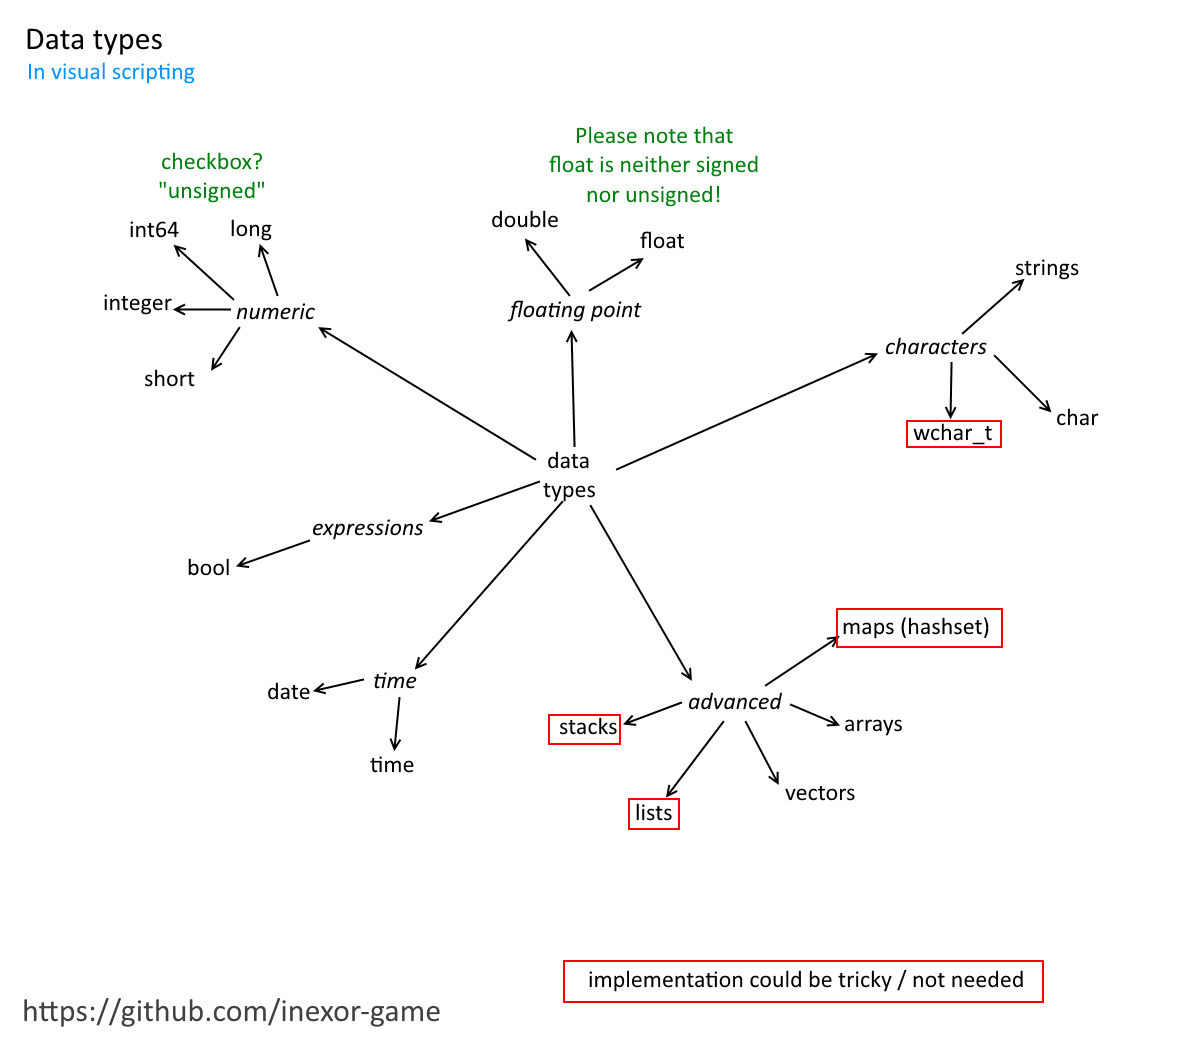 Data types
In visual scripting
checkbox?
"unsigned"
Please note that
float is neither signed
nor unsigned!
int64
long
integer
numeric
short
double
float
floating point
strings
characters
wchar_t
char
data
types
expressions
bool
date
time
time
maps (hashset)
advanced
stacks
arrays
lists
vectors
implementation could be tricky / not needed
https://github.com/inexor-game